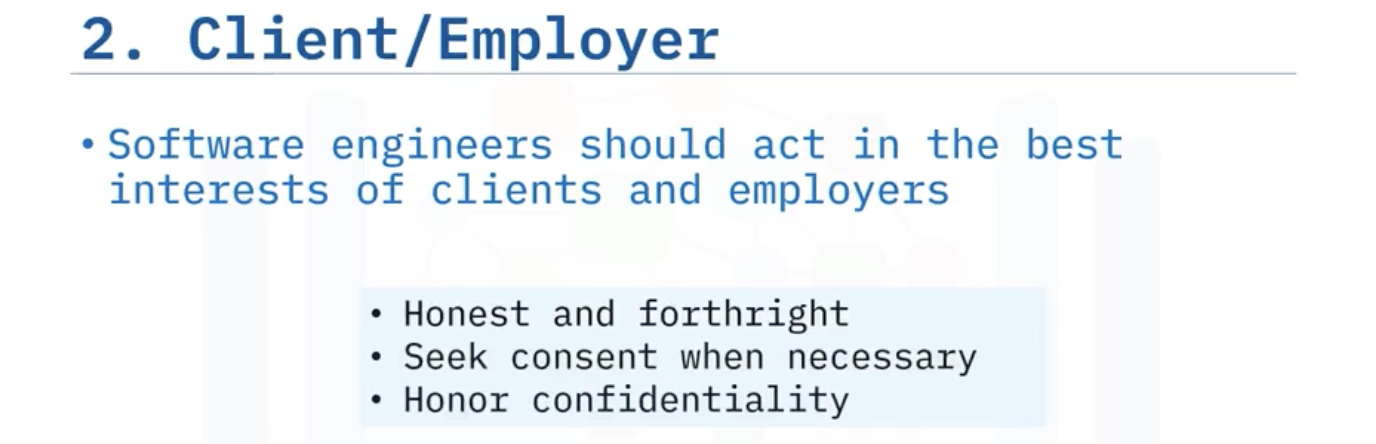 2. Client/Employer
• Software engineers should act in the best
interests of clients and employers
• Honest and forthright
• Seek consent when necessary
• Honor confidentiality